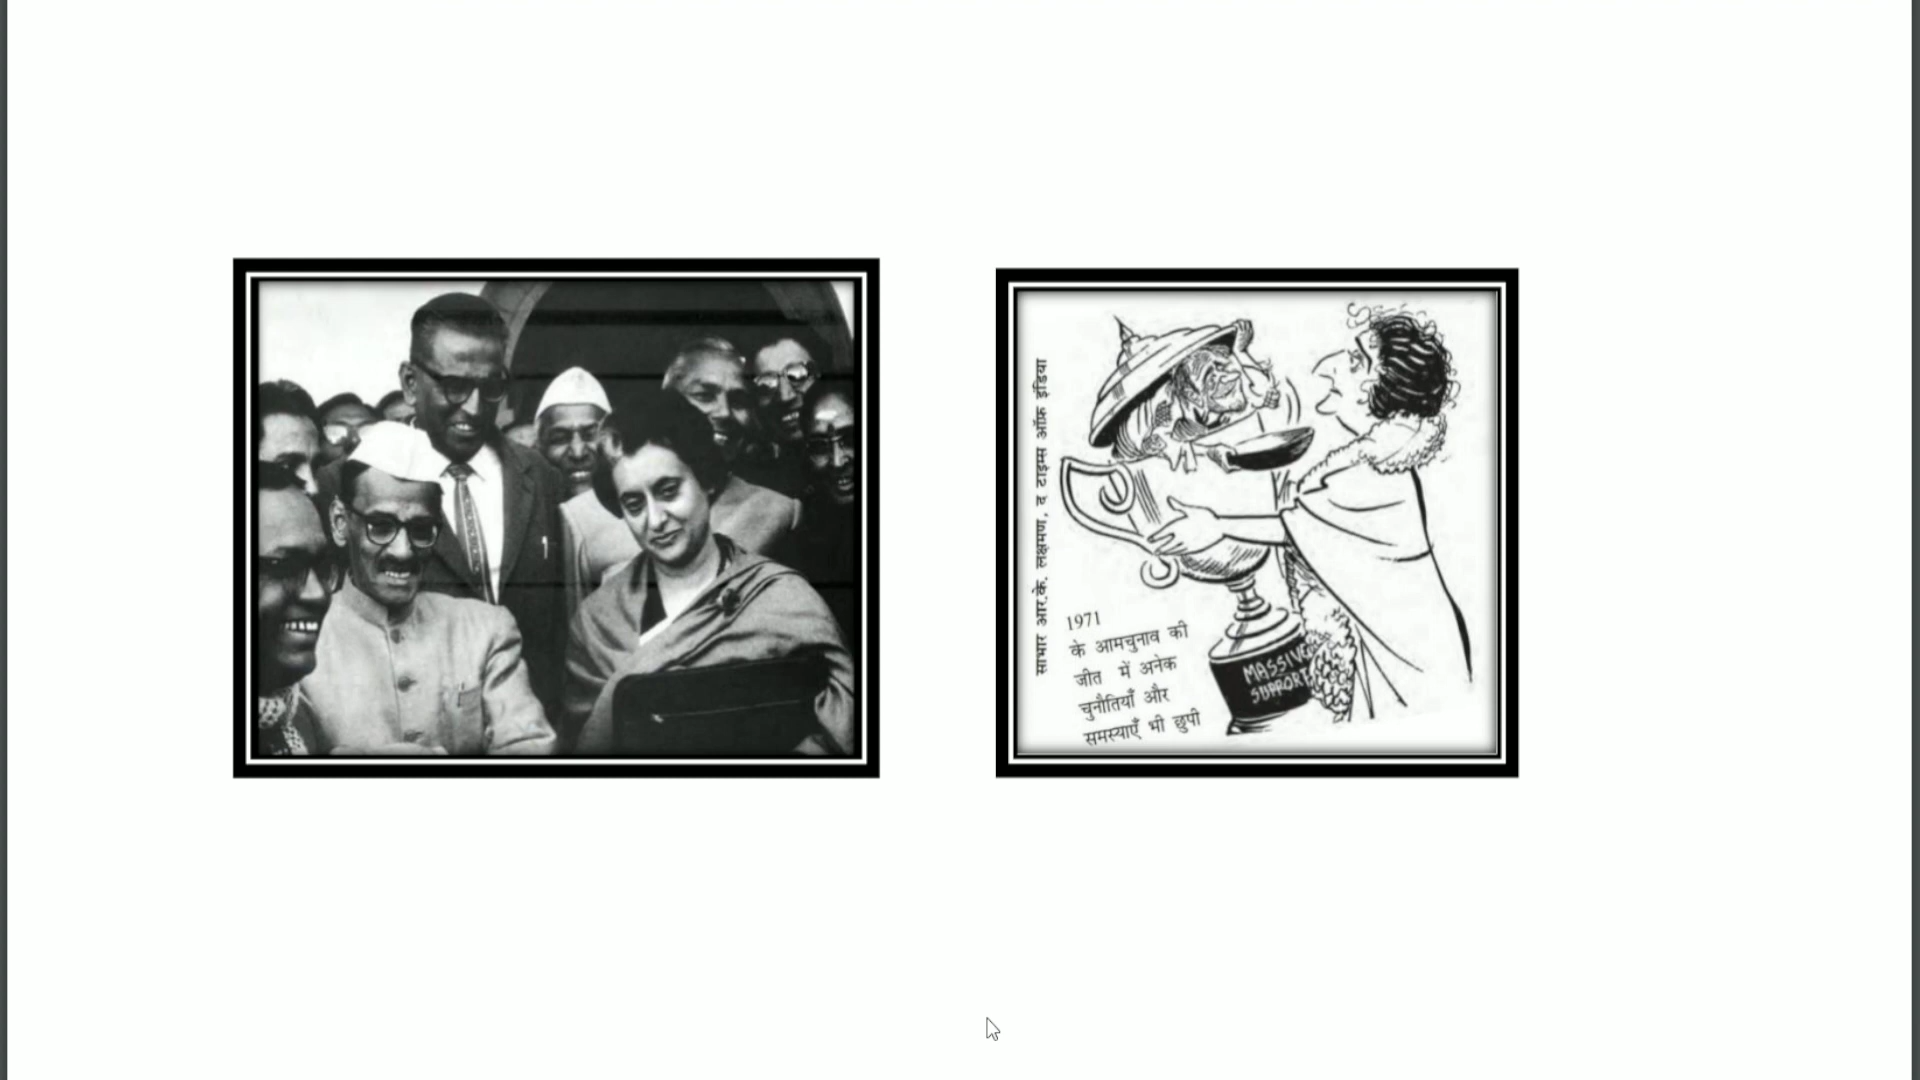 साभार आर.के. लक्ष्मण, द टाइम्स ऑफ़ इंडिया
1971
के आमचुनाव की
जीत में अनेक
चुनौतियाँ और
समस्याएँ भी छुपी
MASSIVE
SUPPORT